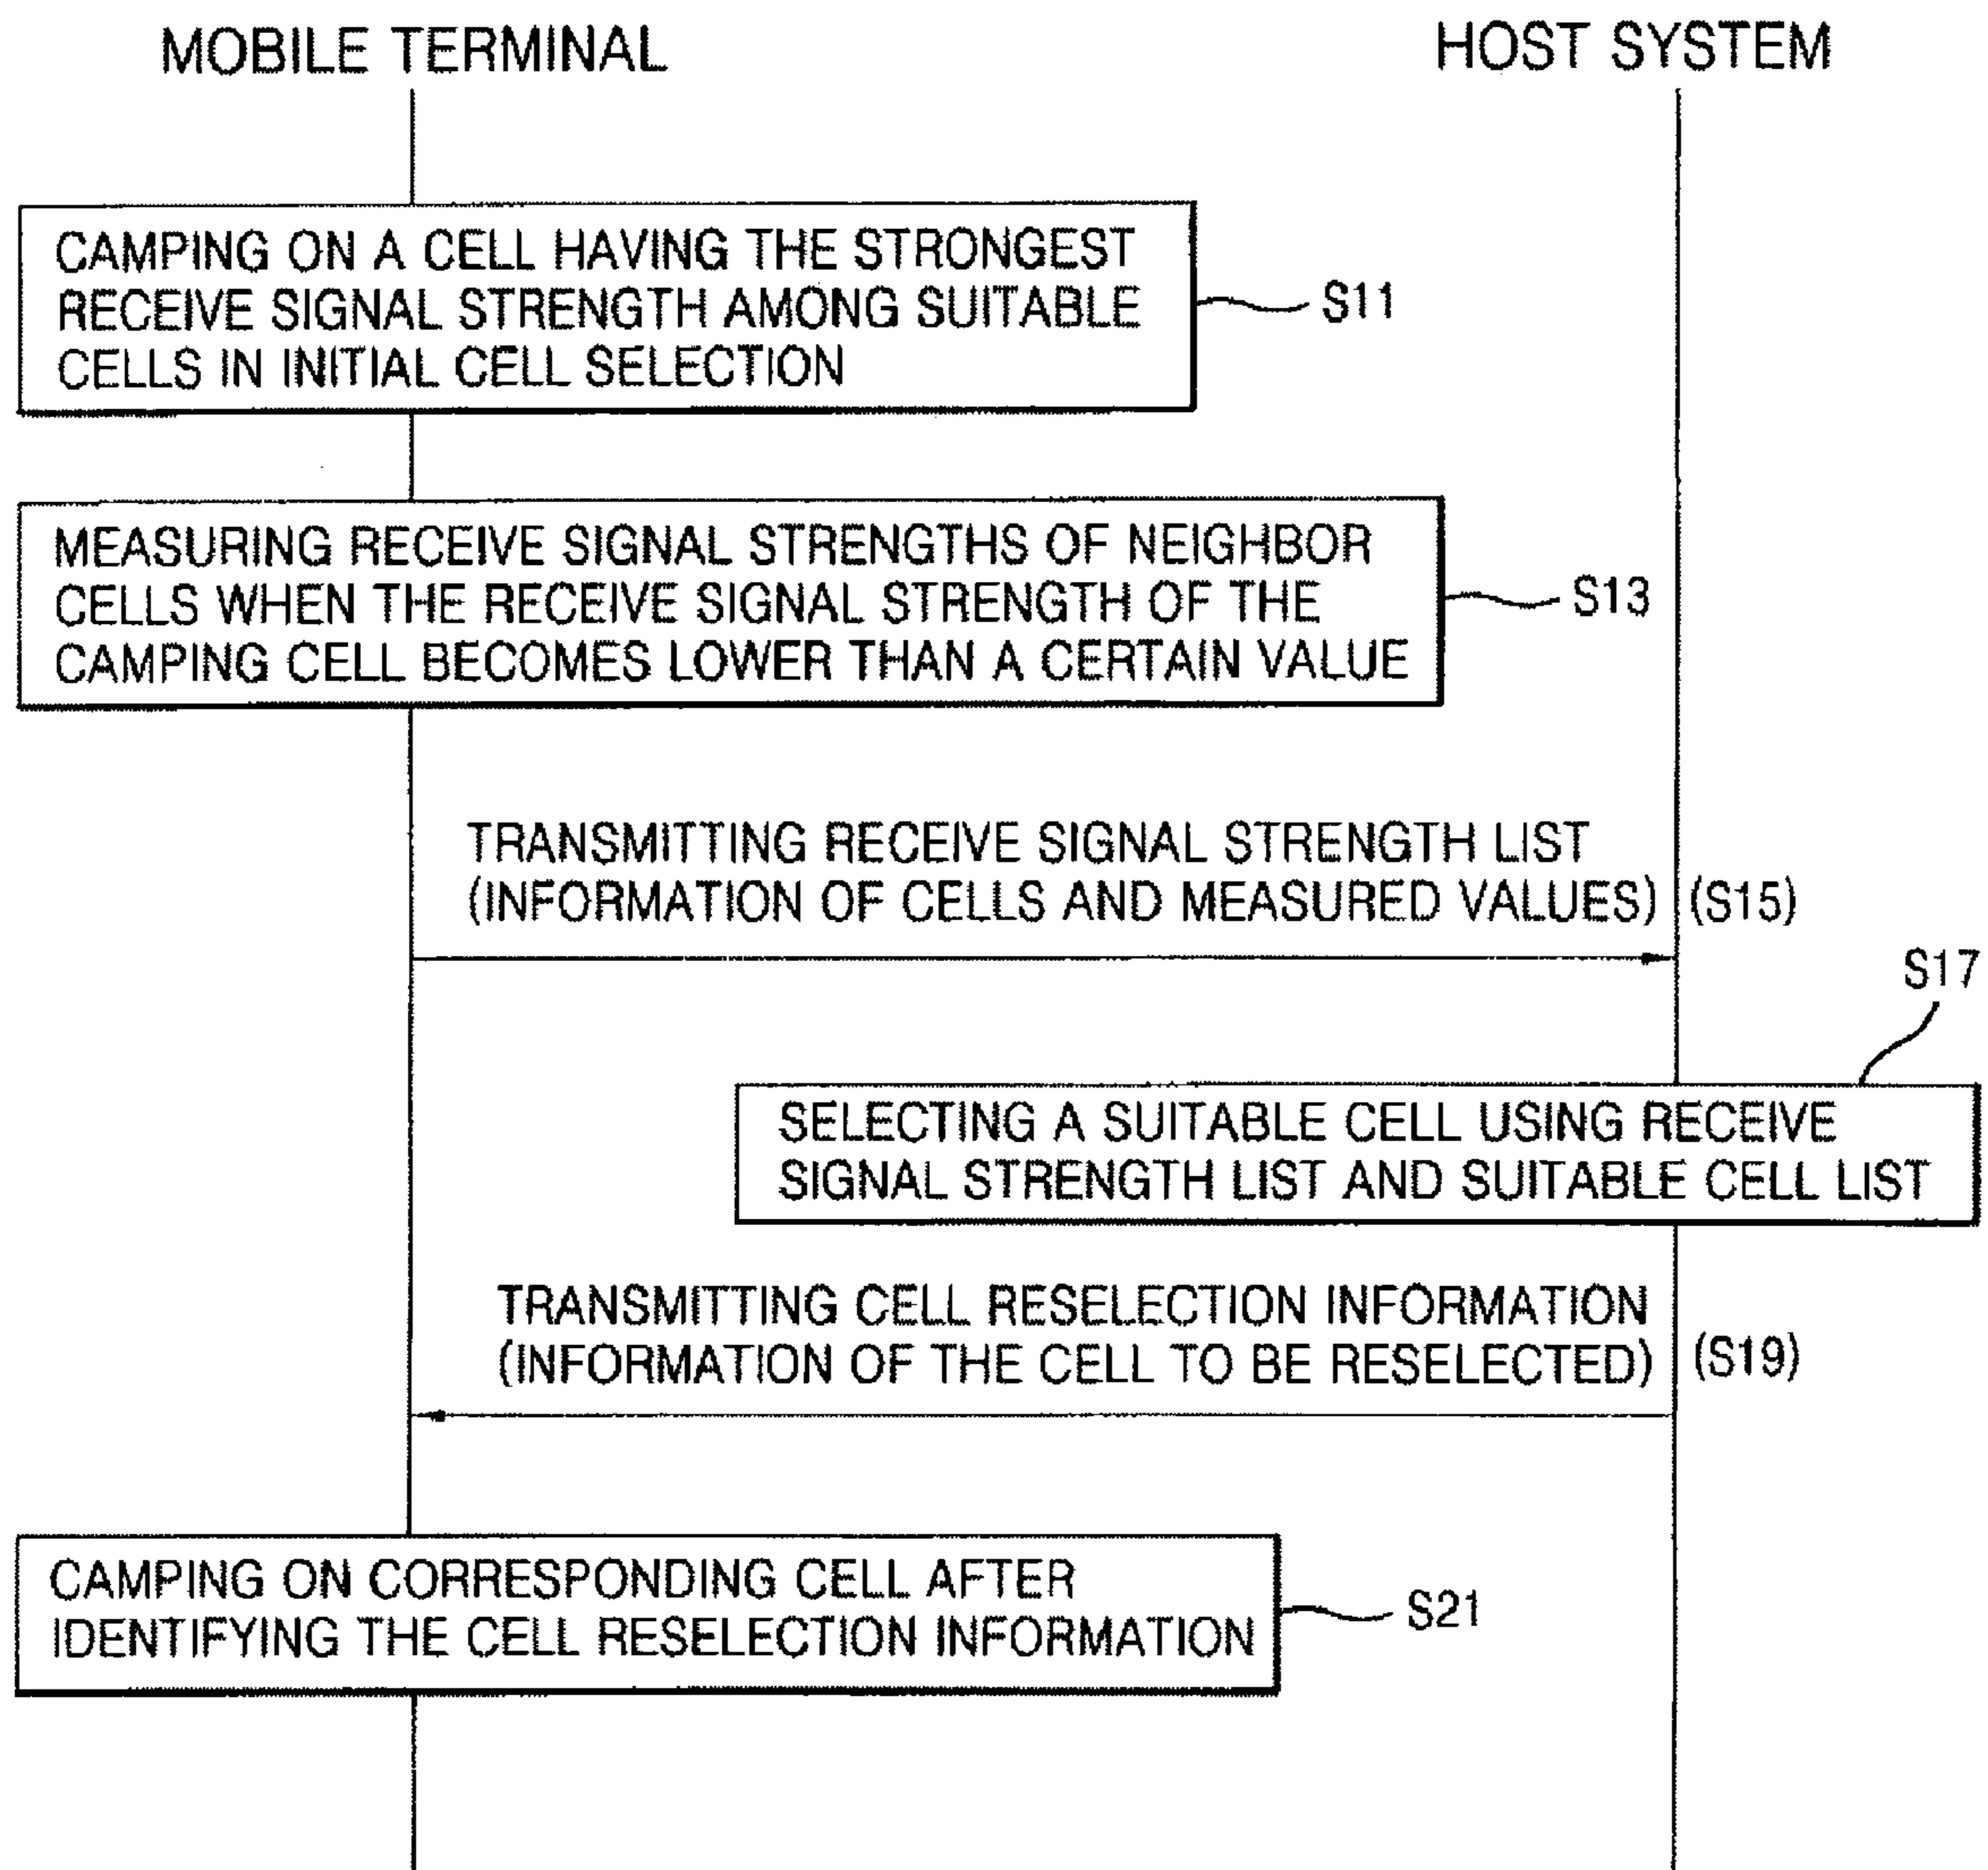 MOBILE TERMINAL
HOST SYSTEM
CAMPING ON A CELL HAVING THE STRONGEST
RECEIVE SIGNAL STRENGTH AMONG SUITABLE
CELLS IN INITIAL CELL SELECTION
S11
MEASURING RECEIVE SIGNAL STRENGTHS OF NEIGHBOR
CELLS WHEN THE RECEIVE SIGNAL STRENGTH OF THE
CAMPING CELL BECOMES LOWER THAN A CERTAIN VALUE
S13
TRANSMITTING RECEIVE SIGNAL STRENGTH LIST
(INFORMATION OF CELLS AND MEASURED VALUES) (S15)
S17
SELECTING A SUITABLE CELL USING RECEIVE
SIGNAL STRENGTH LIST AND SUITABLE CELL LIST
TRANSMITTING CELL RESELECTION INFORMATION
(INFORMATION OF THE CELL TO BE RESELECTED) (S19)
CAMPING ON CORRESPONDING CELL AFTER
IDENTIFYING THE CELL RESELECTION INFORMATION
S21